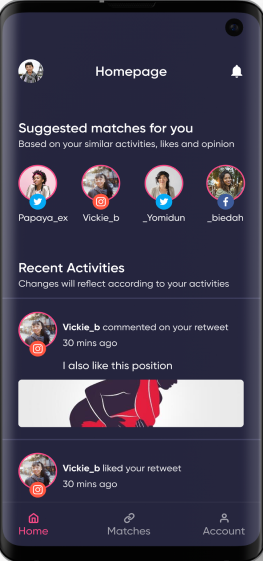 Homepage
Suggested matches for you
Based on your similar activities, likes and opinion
Papaya_ex
Vickie_b
_Yomidun
_biedah
Recent Activities
Changes will reflect according to your activities
Vickie_b commented on your retweet
30 mins ago
I also like this position
Vickie_b liked your retweet
30 mins ago
Home
Matches
Account